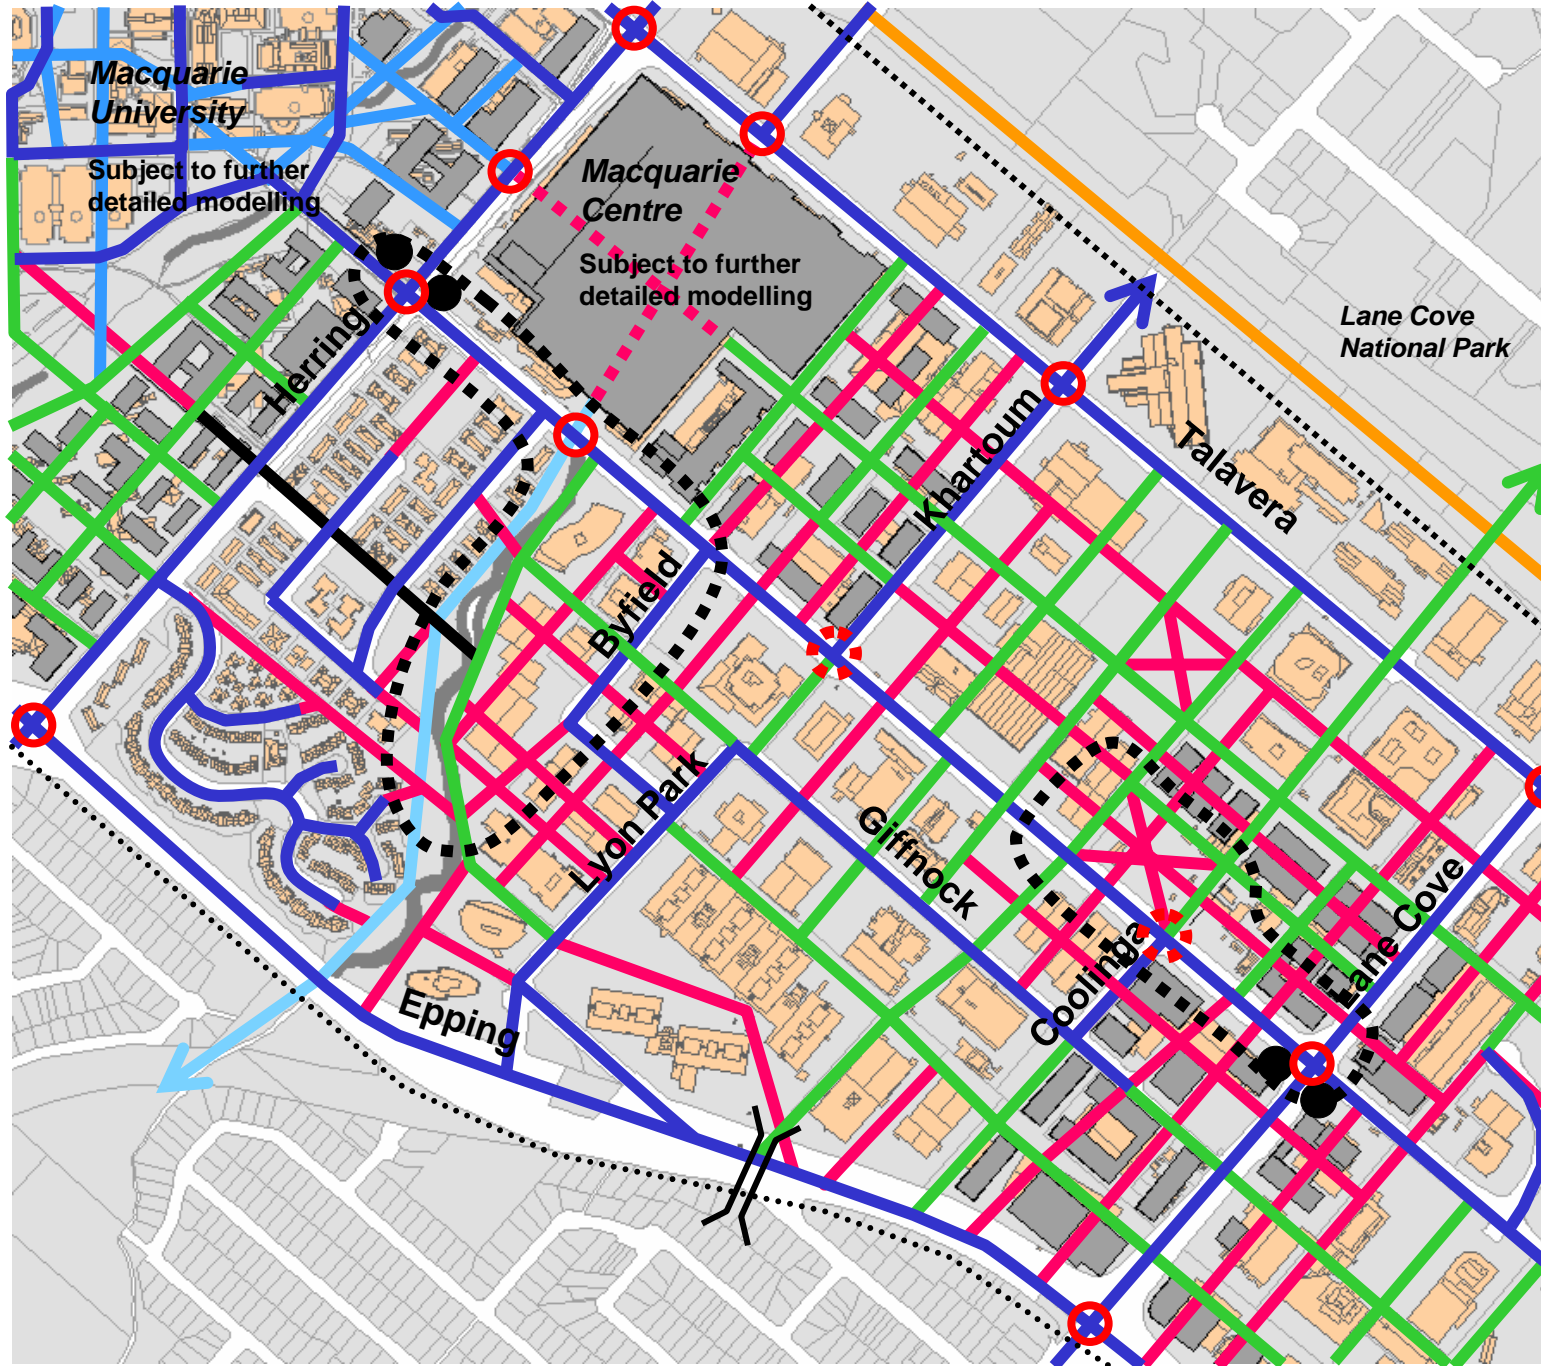 Macquarie
University
Subject to further
detailed modelling
Macquarie
Centre
Subject to further
detailed modelling
Lane Cove
National Park
Herring
Khartoum
Talavera
Byfield
Lyon Park
Giffnock
Lane Cove
Coolinga
Epping